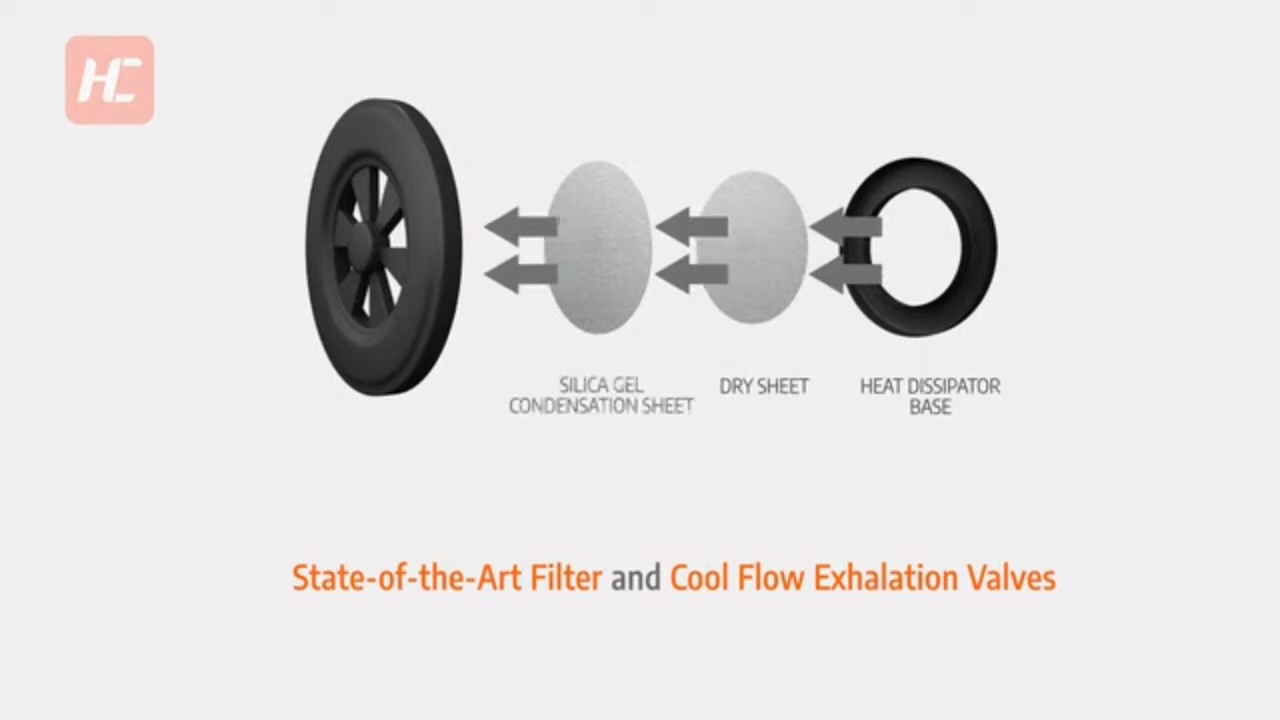 HC
SILICA GEL
CONDENSATION SHEET
DRY SHEET
HEAT DISSIPATOR
BASE
State-of-the-Art Filter and Cool Flow Exhalation Valves